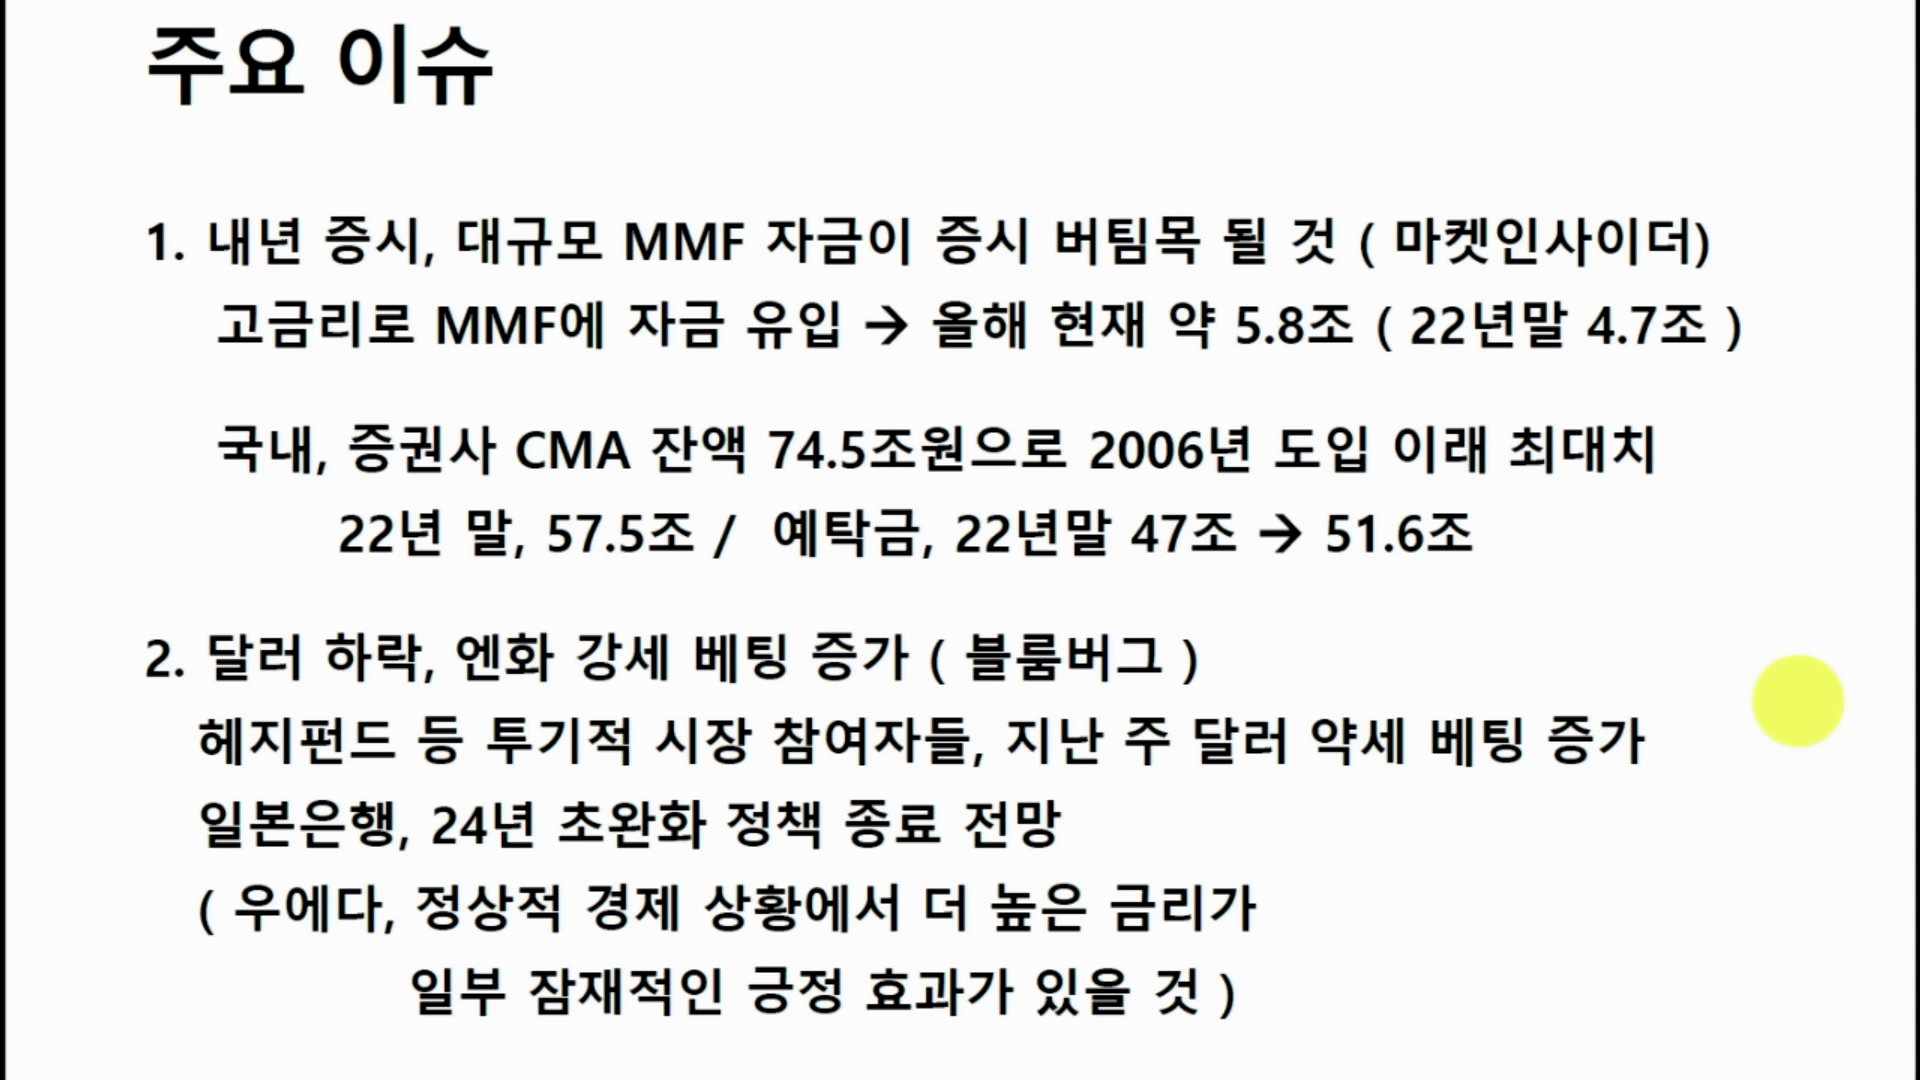 주요 이슈
1. 내년 증시, 대규모 MMF 자금이 증시 버팀목 될 것 ( 마켓인사이더)
고금리로 MMF에 자금 유입 → 올해 현재 약 5.8조 ( 22년말 4.7조 )
국내, 증권사 CMA 잔액 74.5조원으로 2006년 도입 이래 최대치
22년 말, 57.5조 / 예탁금, 22년말 47조 → 51.6조
2. 달러 하락, 엔화 강세 베팅 증가 ( 블룸버그 )
헤지펀드 등 투기적 시장 참여자들, 지난 주 달러 약세 베팅 증가
일본은행, 24년 초완화 정책 종료 전망
( 우에다, 정상적 경제 상황에서 더 높은 금리가
일부 잠재적인 긍정 효과가 있을 것 )